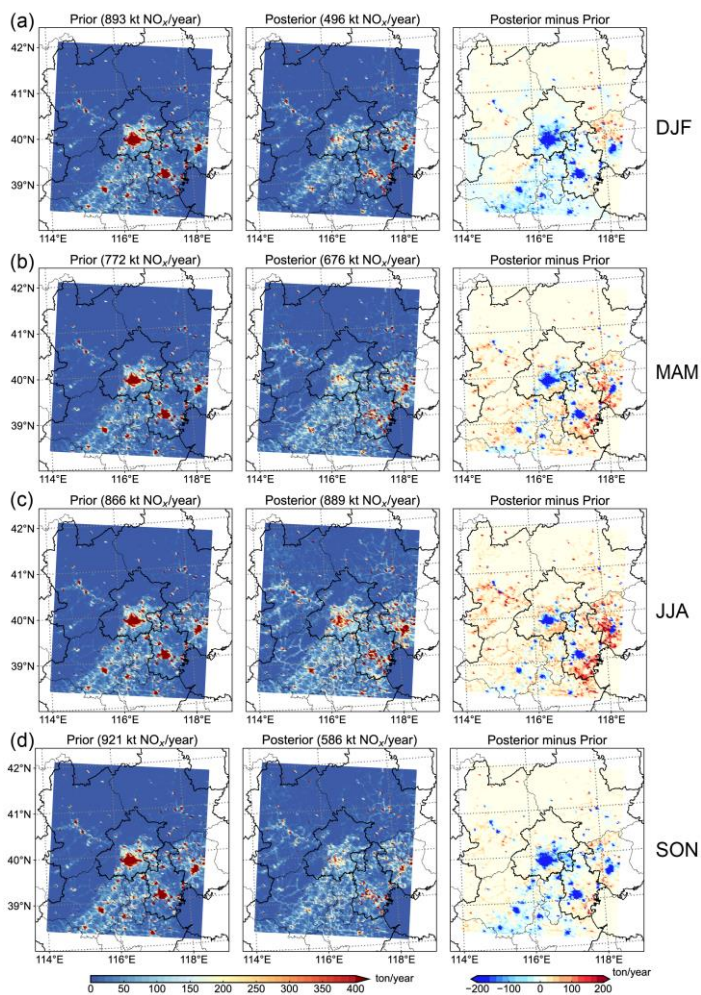 (a) Prior (893 kt NOₓ/year) Posterior (496 kt NOₓ/year) Posterior minus Prior
42°N
41°N
40°N
39°N
DJF
114°E 116°E 118°E 114°E 116°E 118°E 114°E 116°E 118°E
(b) Prior (772 kt NOₓ/year) Posterior (676 kt NOₓ/year) Posterior minus Prior
42°N
41°N
40°N
39°N
MAM
114°E 116°E 118°E 114°E 116°E 118°E 114°E 116°E 118°E
(c) Prior (866 kt NOₓ/year) Posterior (889 kt NOₓ/year) Posterior minus Prior
42°N
41°N
40°N
39°N
JJA
114°E 116°E 118°E 114°E 116°E 118°E 114°E 116°E 118°E
(d) Prior (921 kt NOₓ/year) Posterior (586 kt NOₓ/year) Posterior minus Prior
42°N
41°N
40°N
39°N
SON
114°E 116°E 118°E 114°E 116°E 118°E 114°E 116°E 118°E
ton/year ton/year
0 50 100 150 200 250 300 350 400 −200 −100 0 100 200